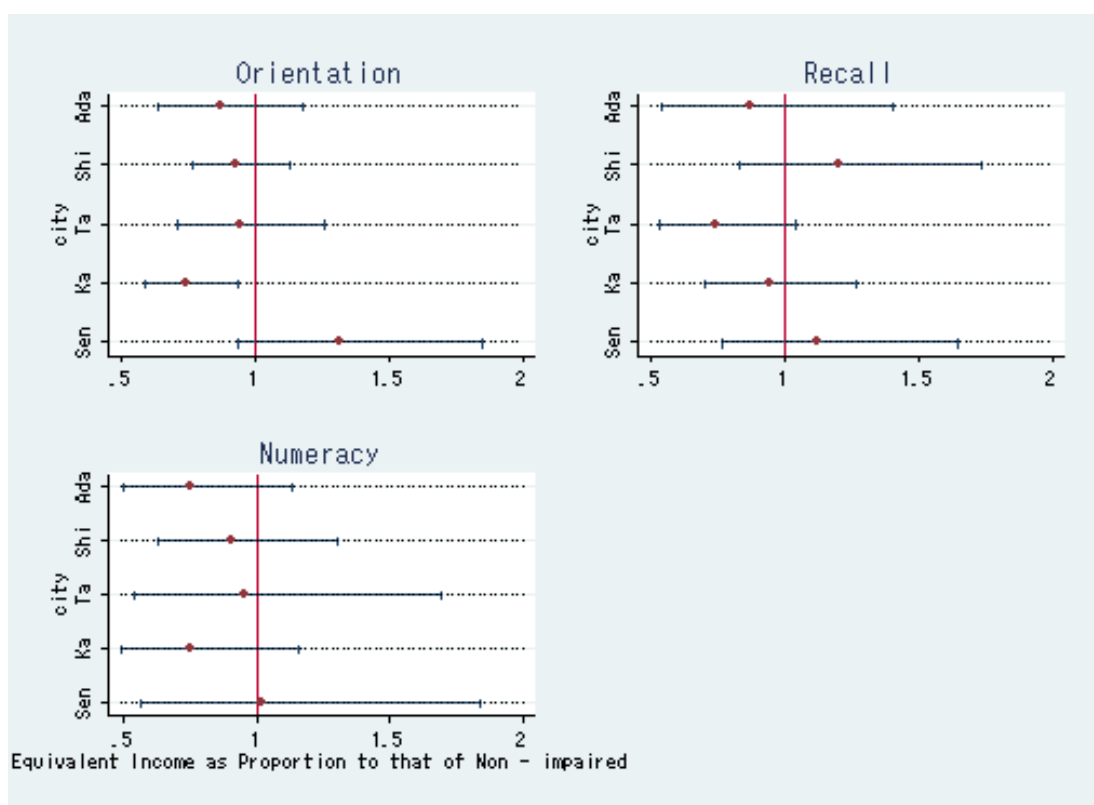 Orientation
city
Ada
Shi
Ta
Ka
Sen
.5 1 1.5 2
Recall
city
Ada
Shi
Ta
Ka
Sen
.5 1 1.5 2
Numeracy
city
Ada
Shi
Ta
Ka
Sen
.5 1 1.5 2
Equivalent Income as Proportion to that of Non - impaired